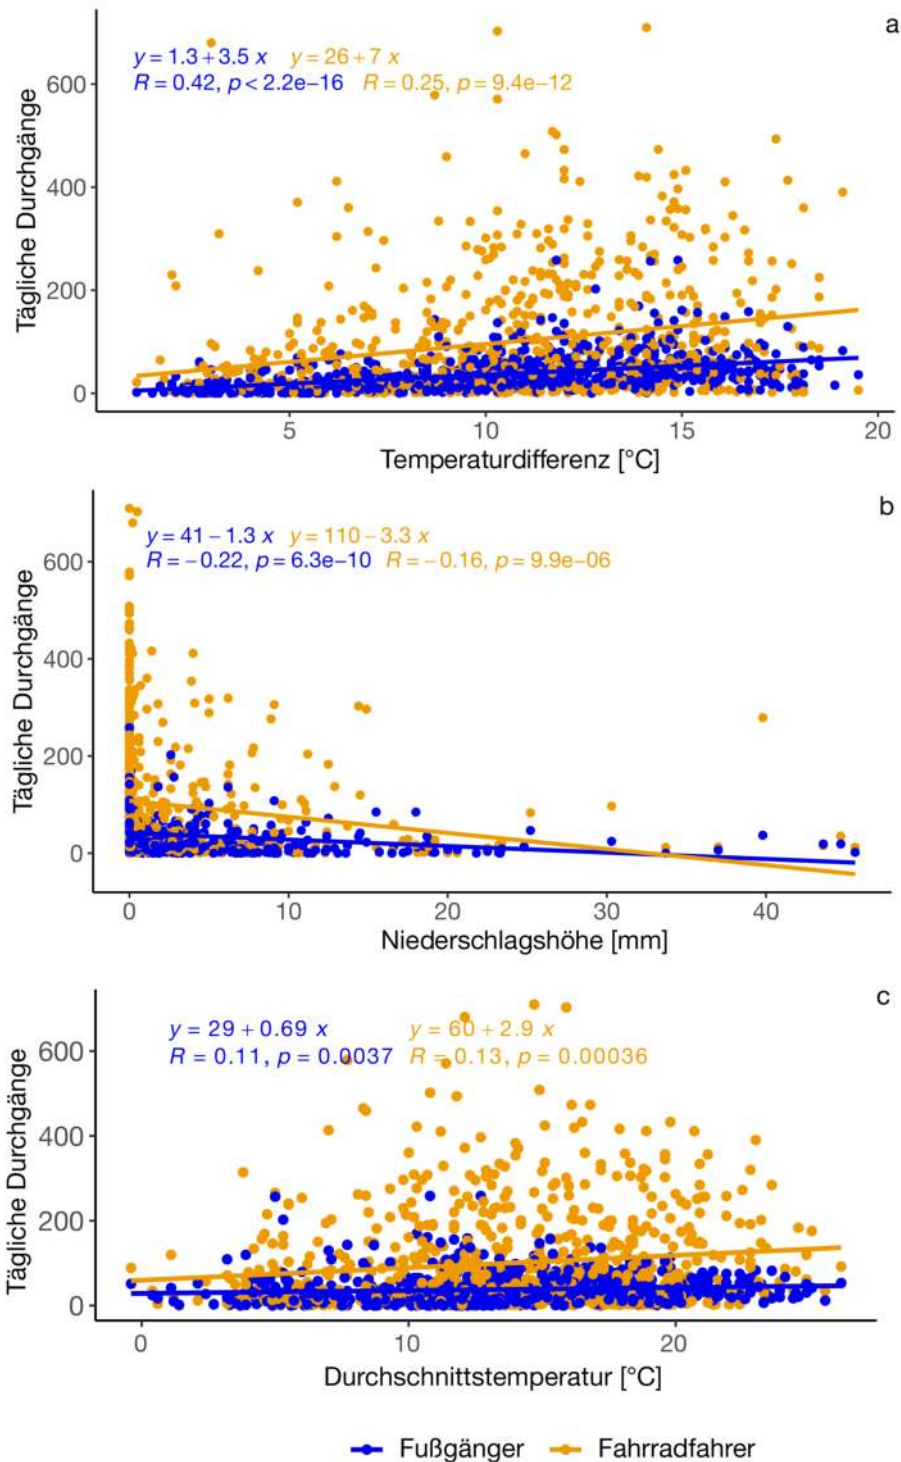 a
y = 1.3 + 3.5 x y = 26 + 7 x
R = 0.42, p < 2.2e−16 R = 0.25, p = 9.4e−12
Tägliche Durchgänge
600
400
200
0
5 10 15 20
Temperaturdifferenz [°C]
b
y = 41 − 1.3 x y = 110 − 3.3 x
R = −0.22, p = 6.3e−10 R = −0.16, p = 9.9e−06
Tägliche Durchgänge
600
400
200
0
0 10 20 30 40
Niederschlagshöhe [mm]
c
y = 29 + 0.69 x y = 60 + 2.9 x
R = 0.11, p = 0.0037 R = 0.13, p = 0.00036
Tägliche Durchgänge
600
400
200
0
0 10 20
Durchschnittstemperatur [°C]
Fußgänger Fahrradfahrer